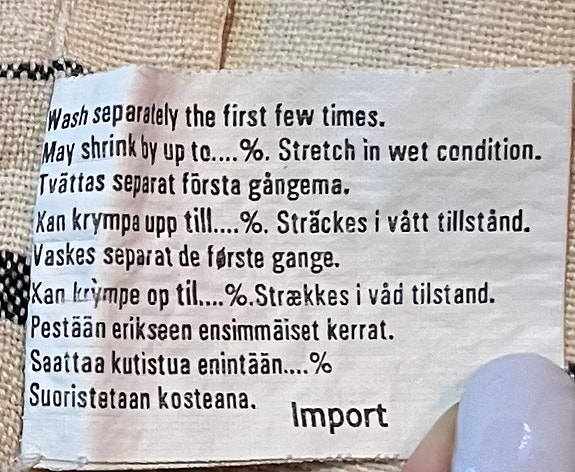 Wash separately the first few times.
May shrink by up to....%. Stretch in wet condition.
Tvättas separat första gångema.
Kan krympa upp till....%. Sträckes i vått tillstånd.
Vaskes separat de første gange.
Kan krympe op til....%.Strækkes i våd tilstand.
Pestään erikseen ensimmäiset kerrat.
Saattaa kutistua enintään....%
Suoristetaan kosteana.
Import